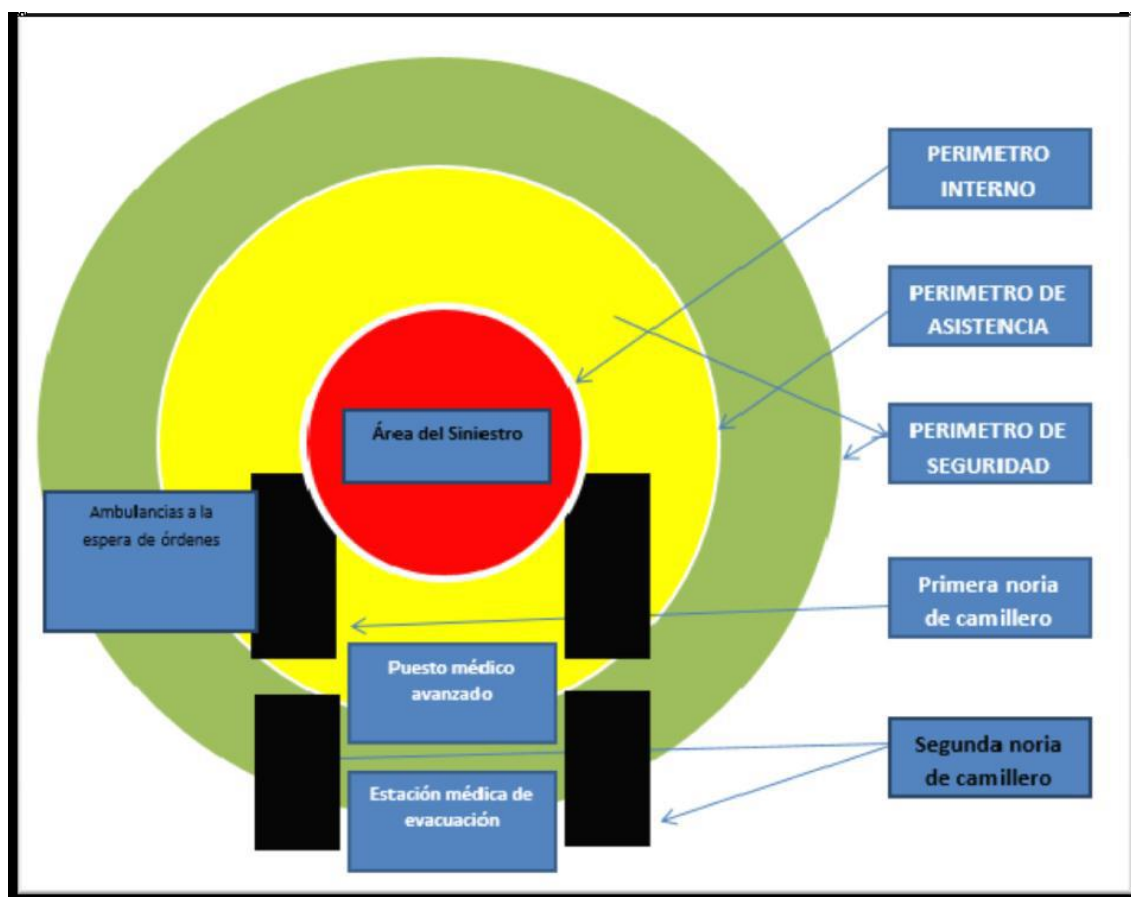 PERIMETRO
INTERNO
PERIMETRO DE
ASISTENCIA
Área del Siniestro
PERIMETRO DE
SEGURIDAD
Ambulancias a la
espera de órdenes
Primera noria
de camillero
Puesto médico
avanzado
Segunda noria
de camillero
Estación médica de
evacuación